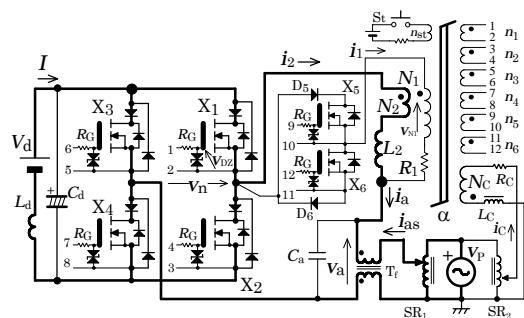 St
nst
I
i2
i1
1
2
n1
3
4
n2
5
6
n3
7
8
n4
9
10
n5
11
12
n6
X3
X1
D5
X5
N1
N2
RG
6
5
RG
1
2
vDZ
RG
9
10
vN1
Vd
vn
L2
R1
RG
12
11
X6
D6
NC
RC
LC
iC
α
ia
X4
Ld
Cd
RG
7
8
RG
4
3
X2
Ca
va
ias
Tf
+
VP
SR1
SR2